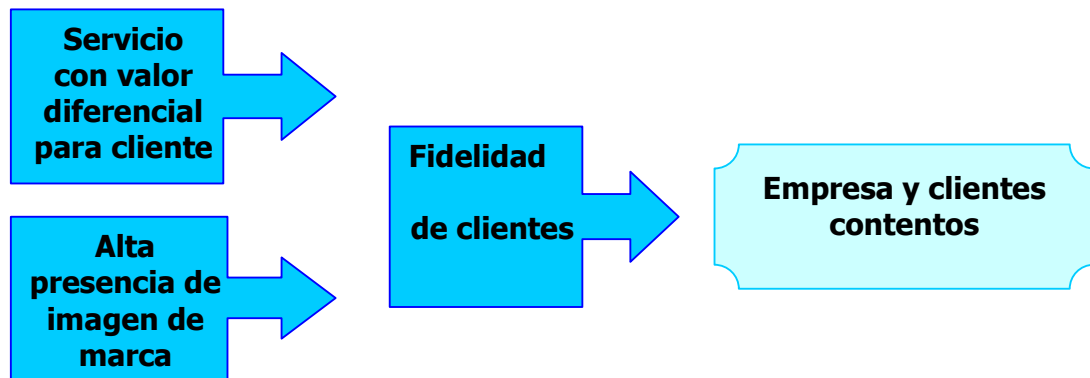 Servicio
con valor
diferencial
para cliente
Alta
presencia de
imagen de
marca
Fidelidad
de clientes
Empresa y clientes
contentos